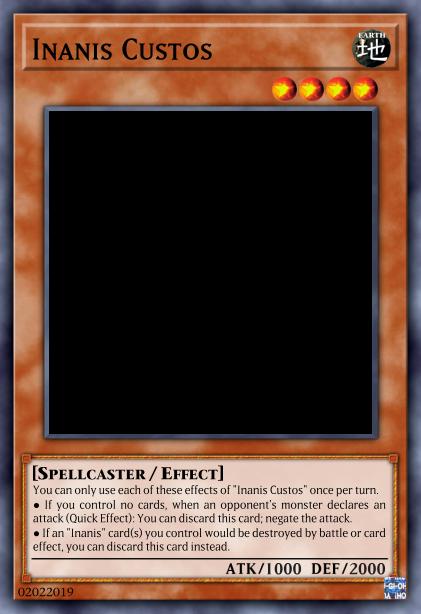 Inanis Custos
EARTH
地
[Spellcaster / Effect]
You can only use each of these effects of "Inanis Custos" once per turn.
● If you control no cards, when an opponent's monster declares an
attack (Quick Effect): You can discard this card; negate the attack.
● If an "Inanis" card(s) you control would be destroyed by battle or card
effect, you can discard this card instead.
ATK/1000 DEF/2000
02022019